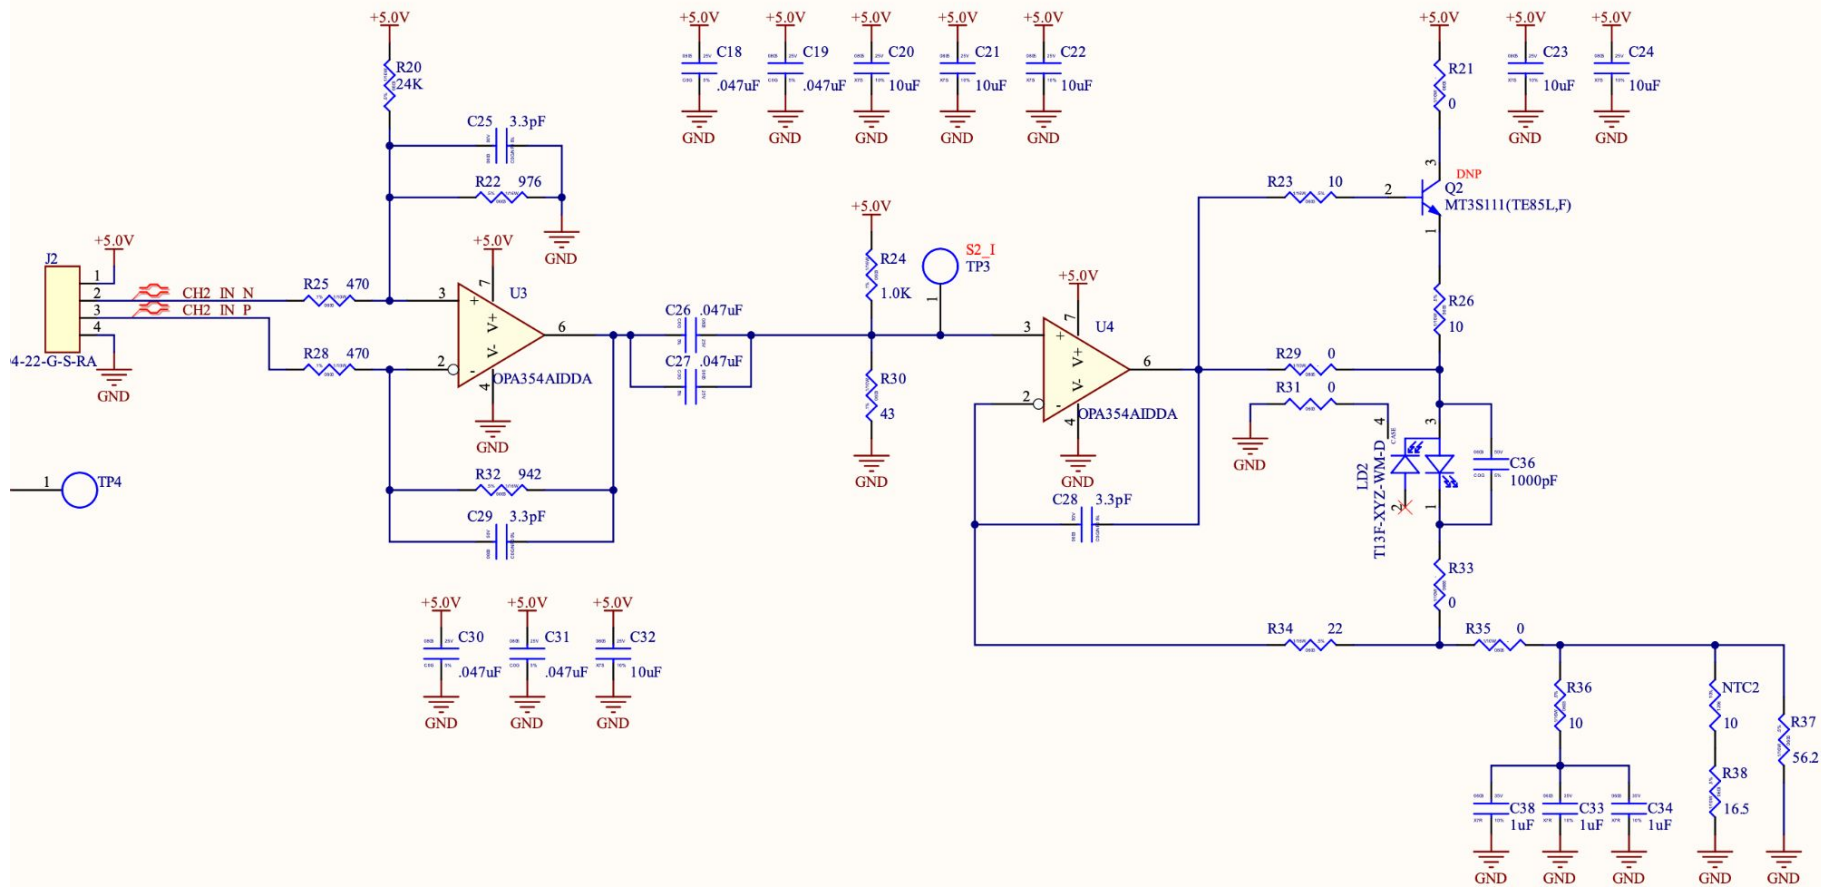 +5.0V
R20
24K
C25 3.3pF
R22 976
GND
+5.0V
C18
.047uF
GND
+5.0V
C19
.047uF
GND
+5.0V
C20
10uF
GND
+5.0V
C21
10uF
GND
+5.0V
C22
10uF
GND
+5.0V
R21
0
+5.0V
C23
10uF
GND
+5.0V
C24
10uF
GND
3
DNP
Q2
MT3S111(TE85L,F)
2
1
R23 10
R26
10
J2
+5.0V
1
2
3
4
4-22-G-S-RA
GND
CH2_IN_N
CH2_IN_P
R25 470
R28 470
+5.0V
7
U3
3
+
V+
V-
2
-
4
6
OPA354AIDDA
GND
R32 942
C29 3.3pF
C26 .047uF
C27 .047uF
+5.0V
R24
1.0K
R30
43
GND
S2_I
TP3
1
+5.0V
7
U4
3
+
V+
V-
2
-
4
6
OPA354AIDDA
GND
C28 3.3pF
R29 0
R31 0
GND
4
CASE
3
LD2
T13F-XYZ-WM-D
2
1
C36
1000pF
R33
0
1
TP4
+5.0V
C30
.047uF
GND
+5.0V
C31
.047uF
GND
+5.0V
C32
10uF
GND
R34 22
R35 0
R36
10
NTC2
10
R37
56.2
R38
16.5
C38
1uF
GND
C33
1uF
GND
C34
1uF
GND
GND
GND